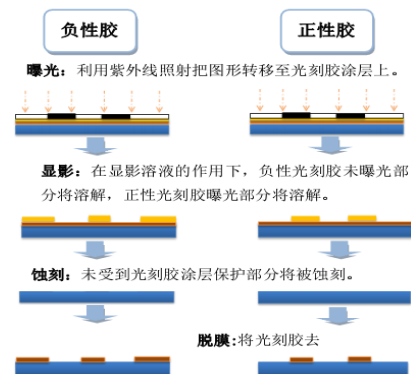 负性胶
正性胶
曝光：利用紫外线照射把图形转移至光刻胶涂层上。
显影：在显影溶液的作用下，负性光刻胶未曝光部
分将溶解，正性光刻胶曝光部分将溶解。
蚀刻：未受到光刻胶涂层保护部分将被蚀刻。
脱膜:将光刻胶去